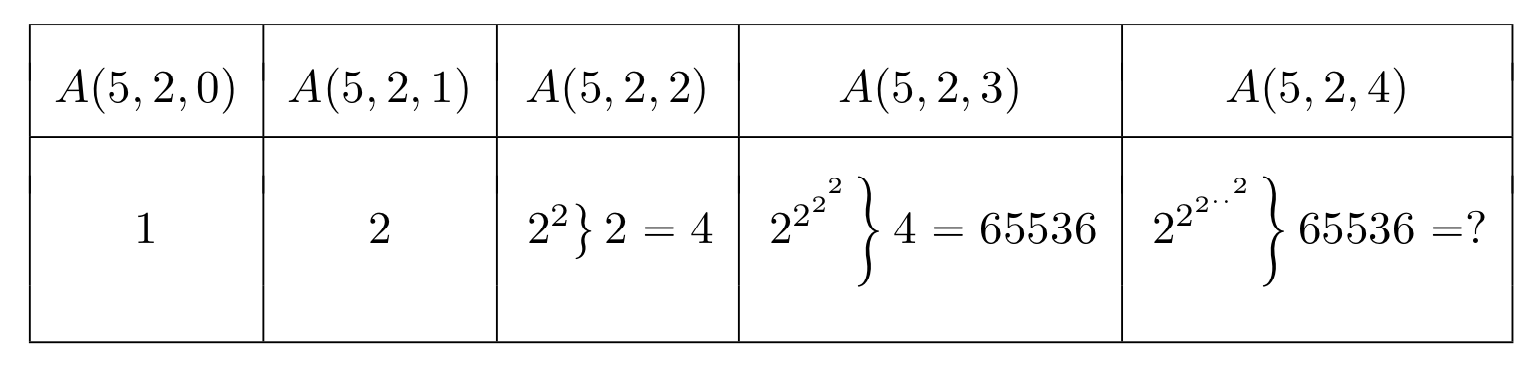 A(5, 2, 0) A(5, 2, 1) A(5, 2, 2) A(5, 2, 3) A(5, 2, 4)
1 2 2^2} 2 = 4 2^{2^{2^2}}} 4 = 65536 2^{2^{2^{⋰^2}}}} 65536 =?